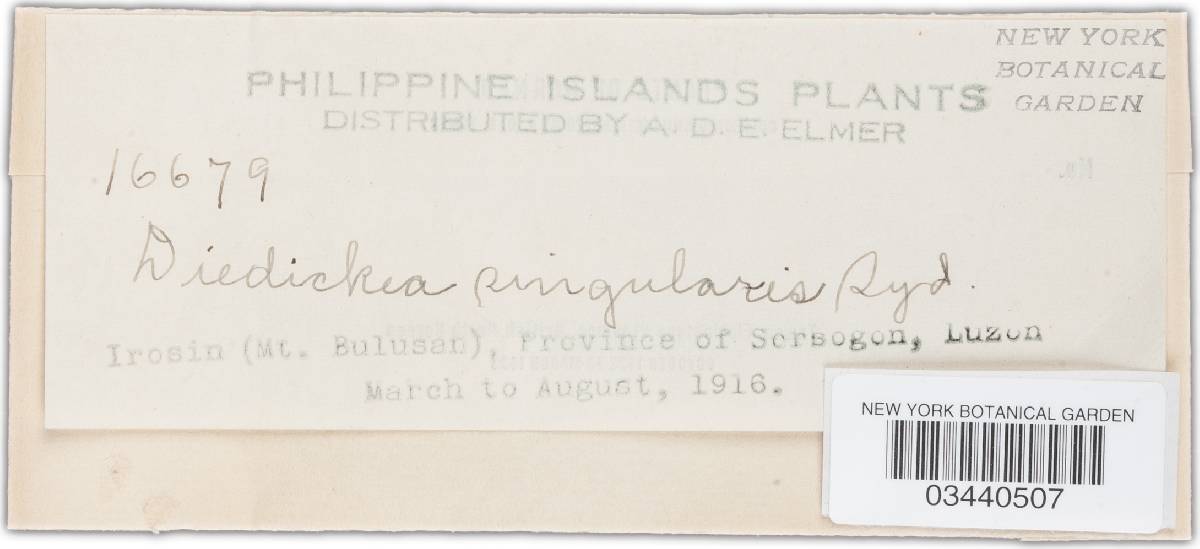 NEW YORK
BOTANICAL
GARDEN
PHILIPPINE ISLANDS PLANTS
DISTRIBUTED BY A. D. E. ELMER
No.
16679
Diedickea singularis Syd.
Irosin (Mt. Bulusan), Province of Sorsogon, Luzon
March to August, 1916.
NEW YORK BOTANICAL GARDEN
03440507